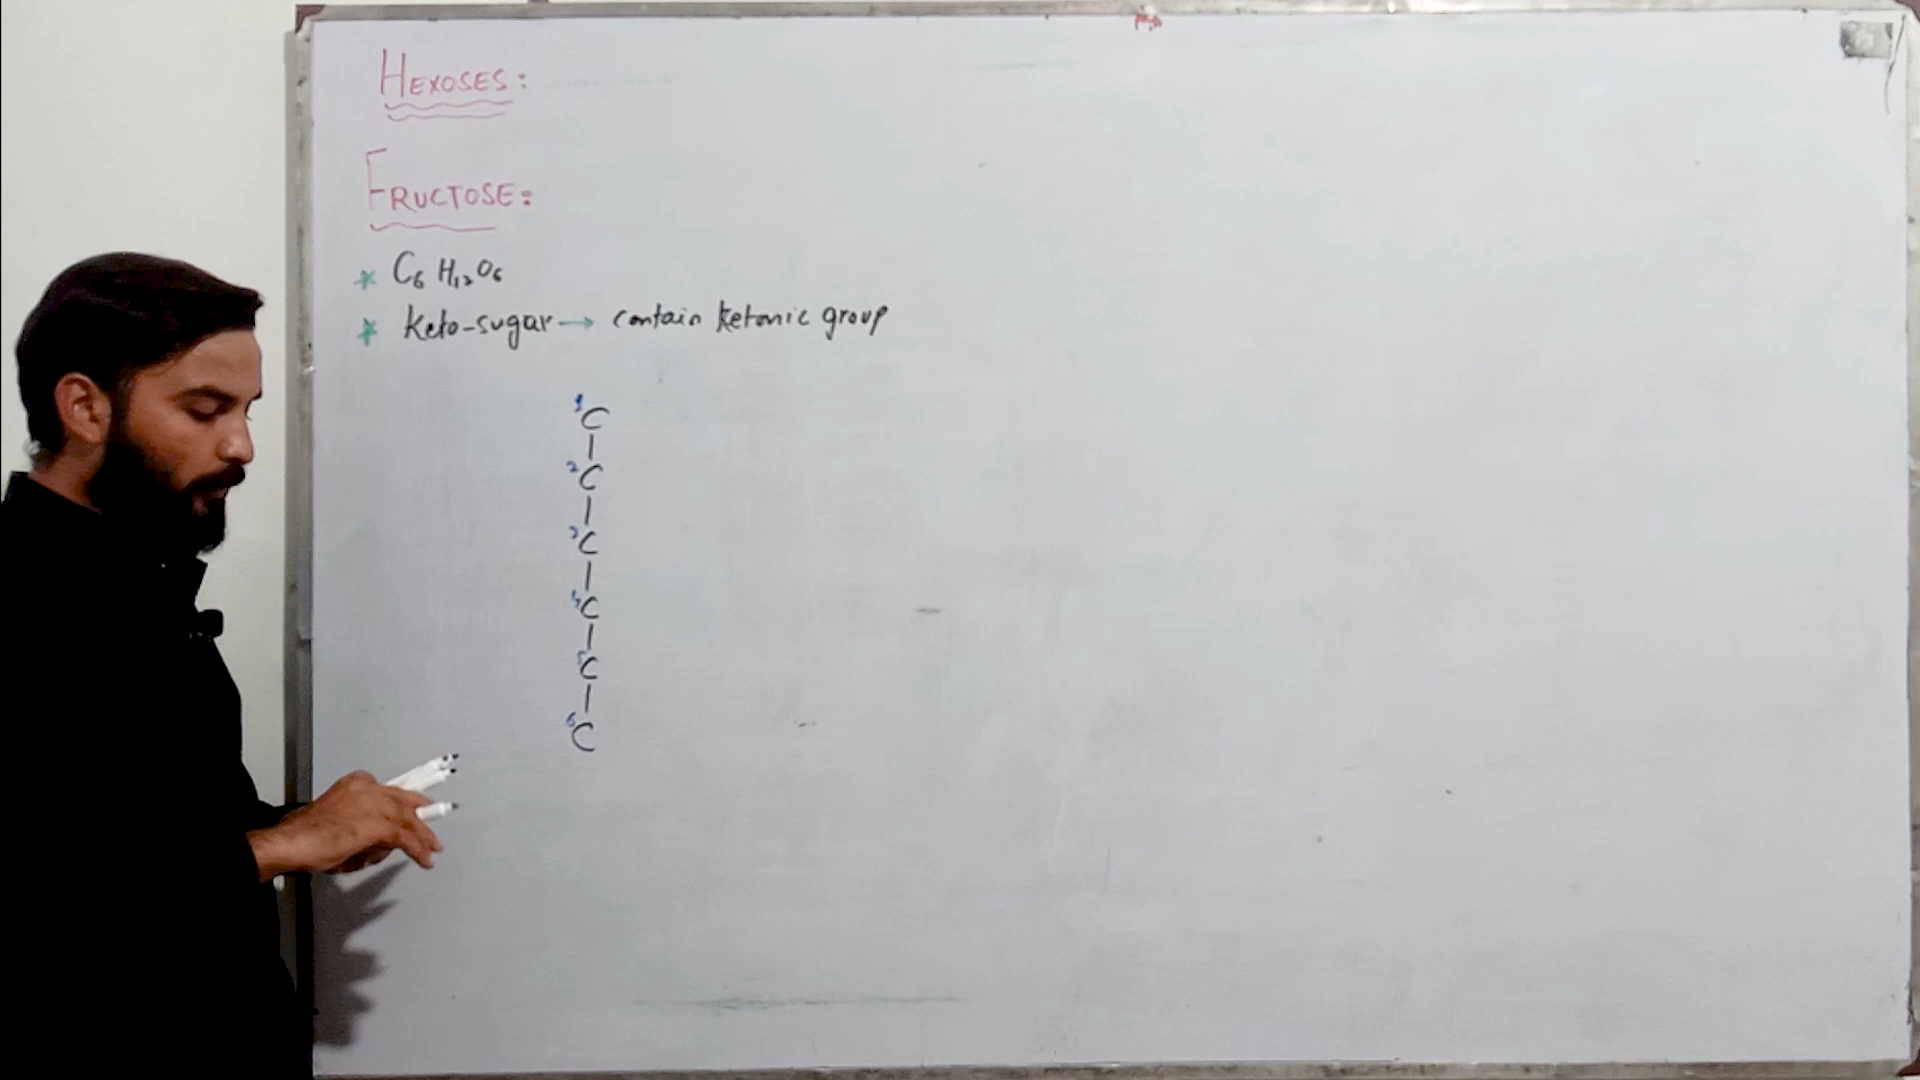 HEXOSES:
FRUCTOSE:
* C6 H12 O6
* Keto-sugar → contain ketonic group
1C
|
2C
|
3C
|
4C
|
5C
|
6C